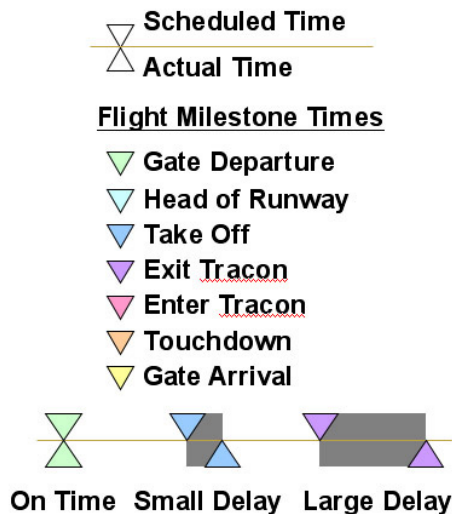 Scheduled Time
Actual Time
Flight Milestone Times
Gate Departure
Head of Runway
Take Off
Exit Tracon
Enter Tracon
Touchdown
Gate Arrival
On Time Small Delay Large Delay